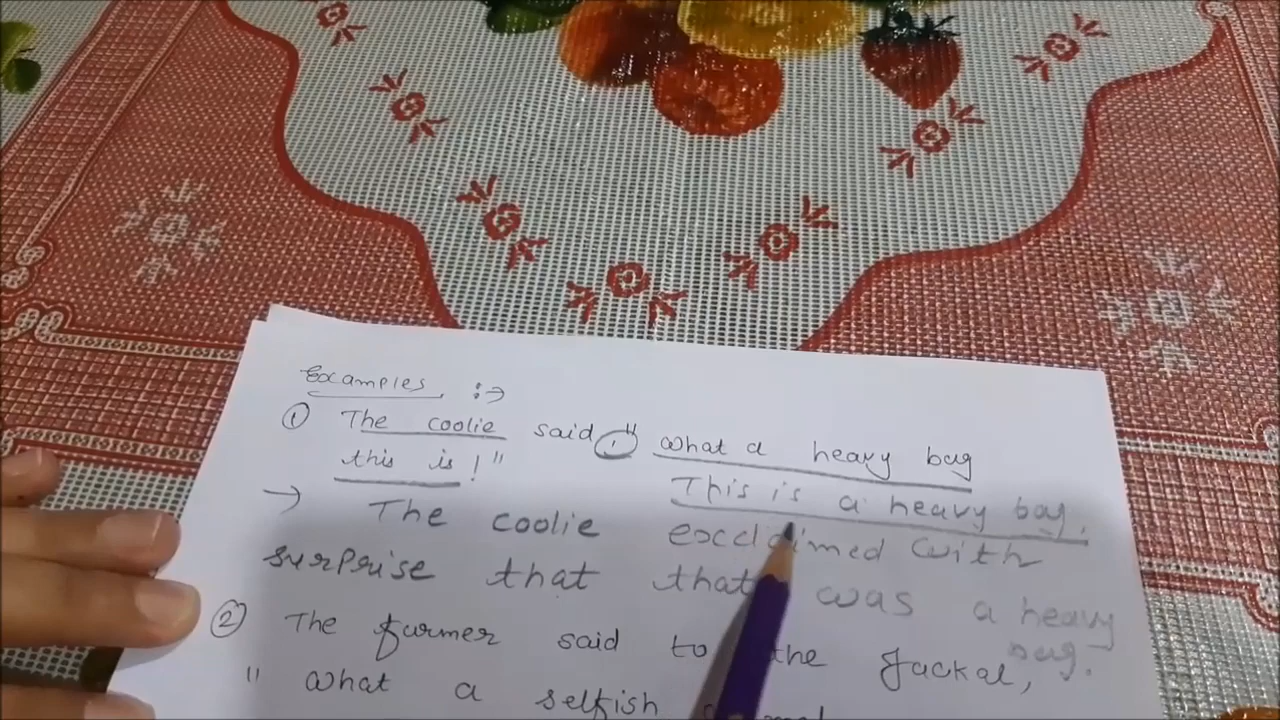 Examples :→
① The coolie said, " What a heavy bag
this is ! "
This is a heavy bag.
→ The coolie exclaimed with
surprise that that was a heavy
bag.
② The farmer said to the Jackal,
" What a selfish